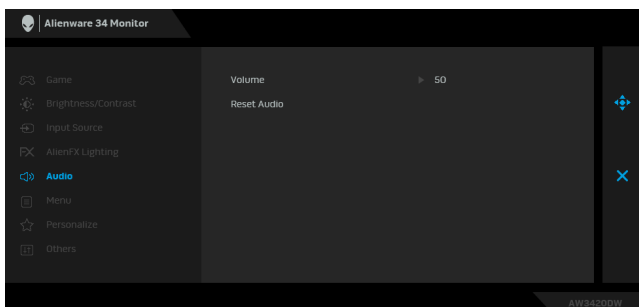 Alienware 34 Monitor
Game
Brightness/Contrast
Input Source
AlienFX Lighting
Audio
Menu
Personalize
Others
Volume 50
Reset Audio
AW3420DW